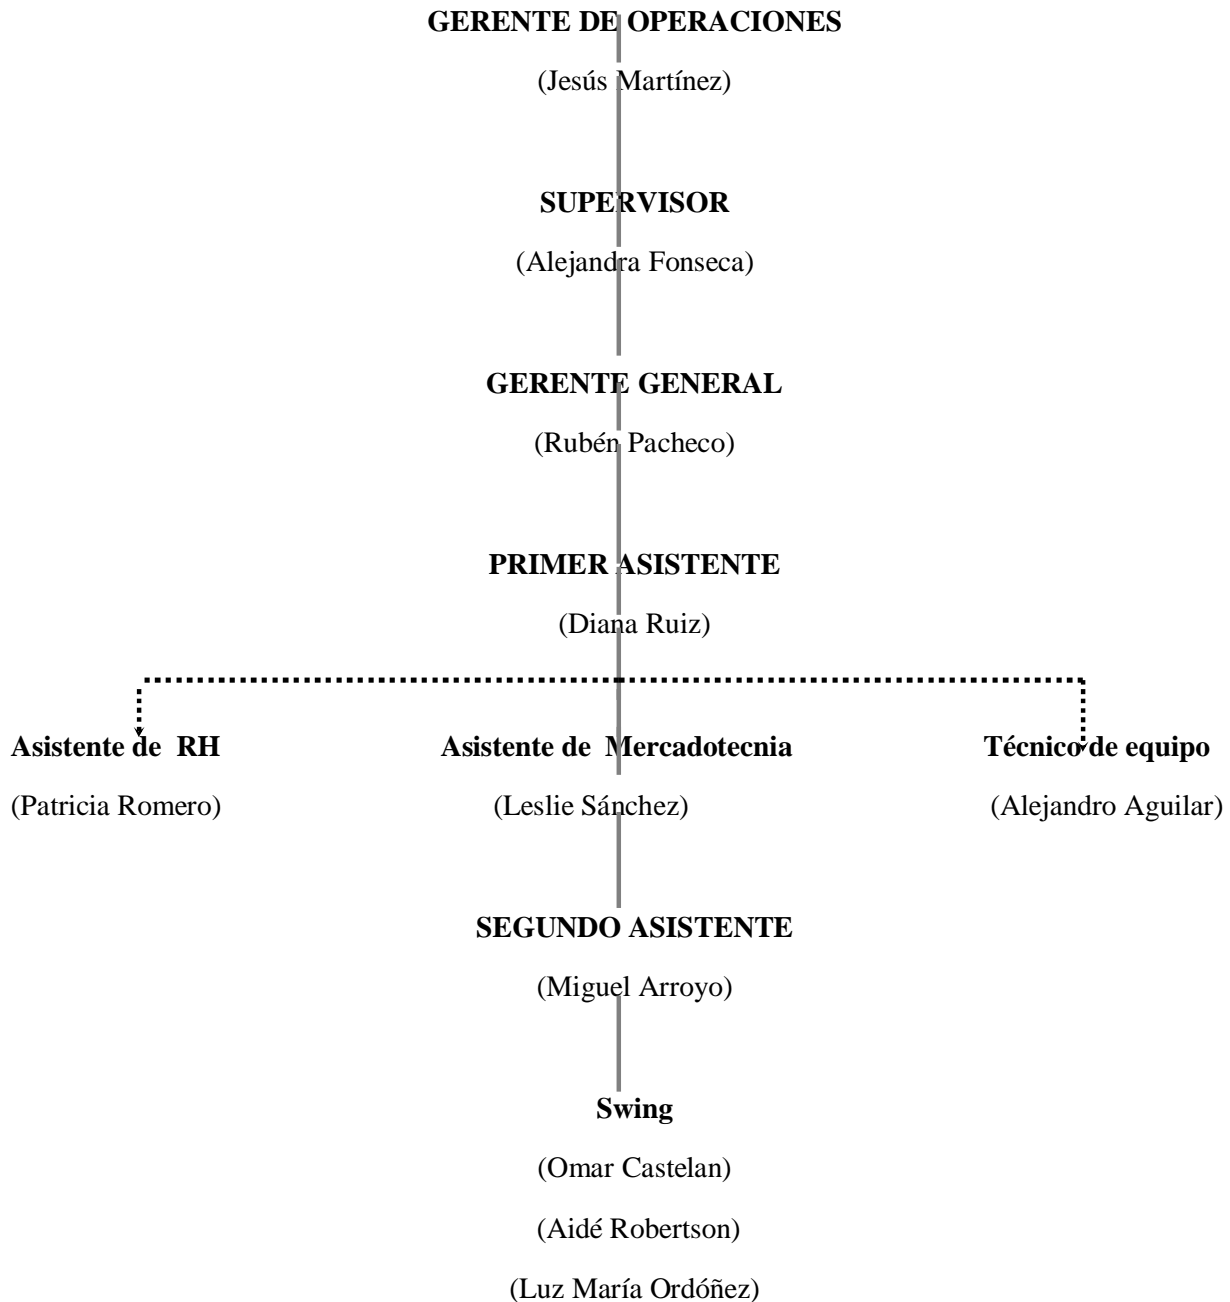 GERENTE DE OPERACIONES
(Jesús Martínez)
SUPERVISOR
(Alejandra Fonseca)
GERENTE GENERAL
(Rubén Pacheco)
PRIMER ASISTENTE
(Diana Ruiz)
Asistente de RH Asistente de Mercadotecnia Técnico de equipo
(Patricia Romero) (Leslie Sánchez) (Alejandro Aguilar)
SEGUNDO ASISTENTE
(Miguel Arroyo)
Swing
(Omar Castelan)
(Aidé Robertson)
(Luz María Ordóñez)